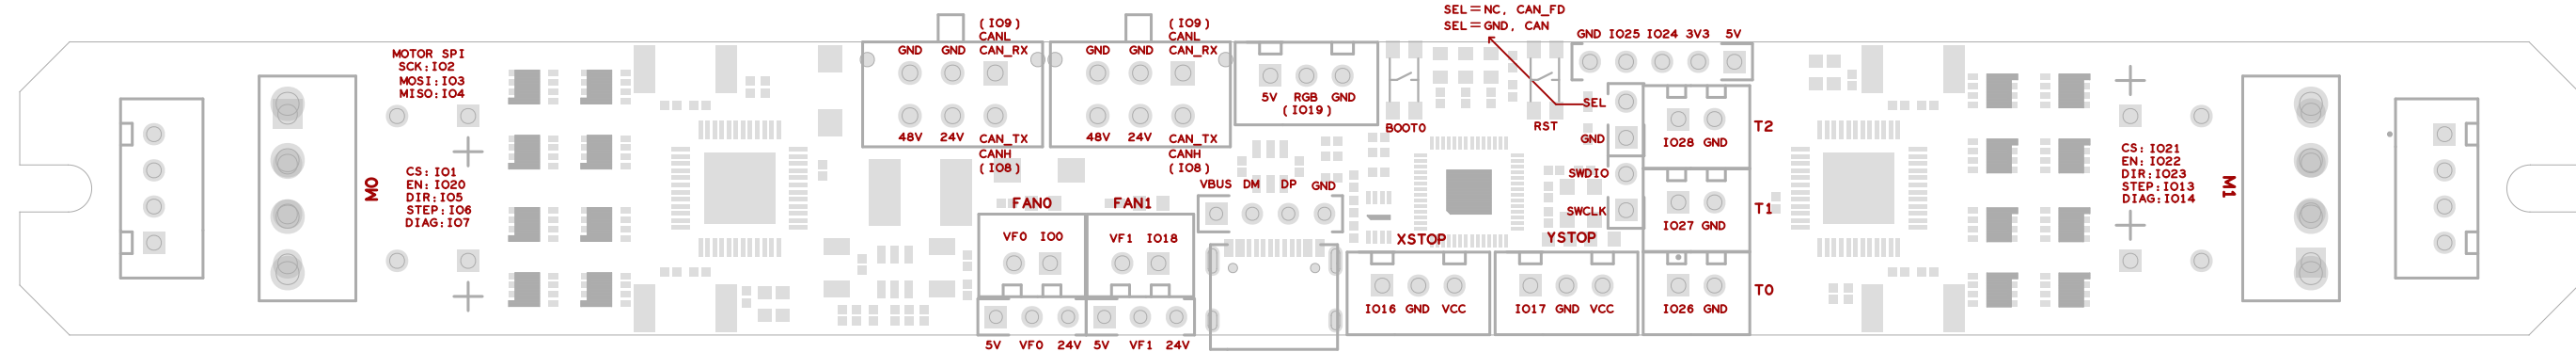 MOTOR SPI
SCK:IO2
MOSI:IO3
MISO:IO4
M0
CS:IO1
EN:IO20
DIR:IO5
STEP:IO6
DIAG:IO7
(IO9)
CANL
GND GND CAN_RX
48V 24V CAN_TX
CANH
(IO8)
(IO9)
CANL
GND GND CAN_RX
48V 24V CAN_TX
CANH
(IO8)
5V RGB GND
(IO19)
SEL=NC, CAN_FD
SEL=GND, CAN
BOOT0
RST
GND IO25 IO24 3V3 5V
SEL
GND
SWDIO
SWCLK
IO28 GND
T2
IO27 GND
T1
IO26 GND
T0
VBUS DM DP GND
FAN0
VF0 IO0
5V VF0 24V
FAN1
VF1 IO18
5V VF1 24V
XSTOP
IO16 GND VCC
YSTOP
IO17 GND VCC
CS:IO21
EN:IO22
DIR:IO23
STEP:IO13
DIAG:IO14
M1